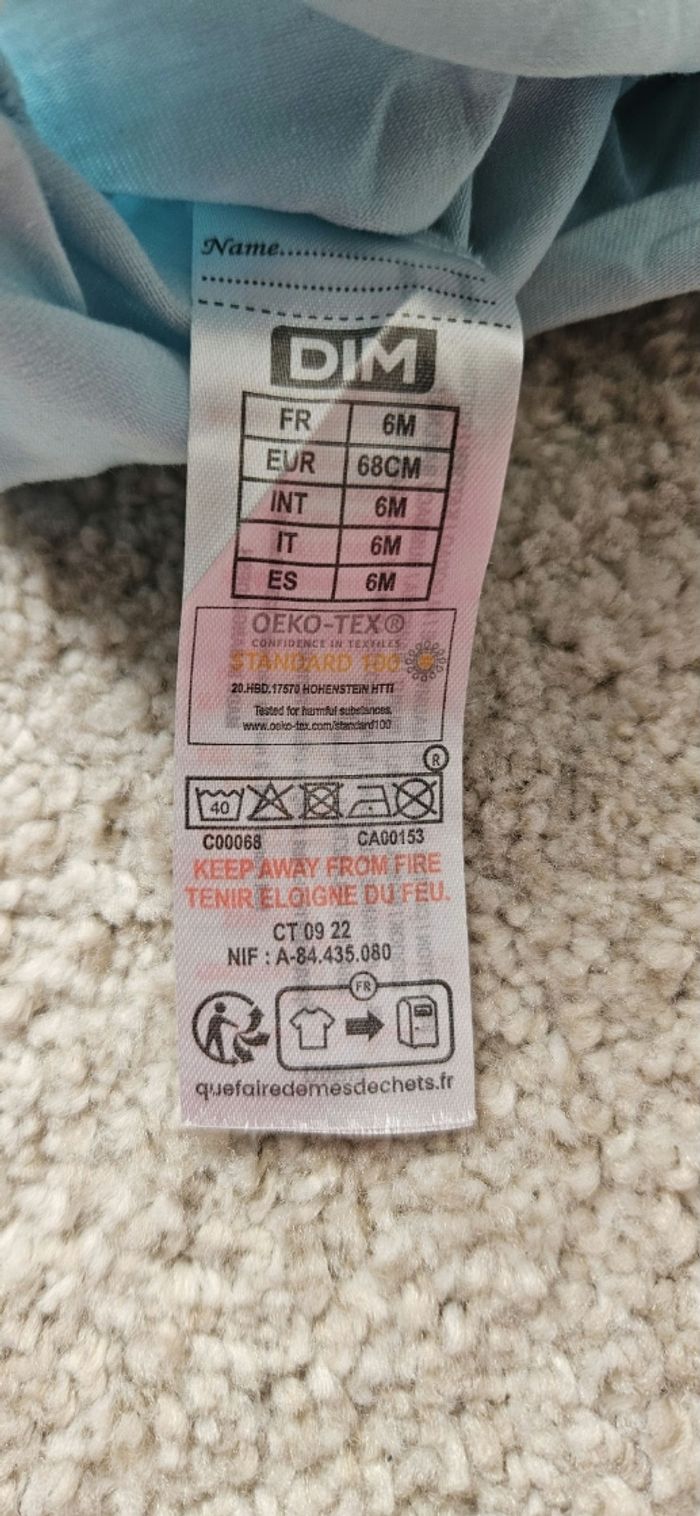 Name..............................
........................................
DIM
FR 6M
EUR 68CM
INT 6M
IT 6M
ES 6M
OEKO-TEX®
CONFIDENCE IN TEXTILES
STANDARD 100
20.HBD.17570 HOHENSTEIN HTTI
Tested for harmful substances.
www.oeko-tex.com/standard100
®
40
C00068 CA00153
KEEP AWAY FROM FIRE
TENIR ELOIGNE DU FEU.
CT 09 22
NIF : A-84.435.080
FR
quefairedemesdechets.fr